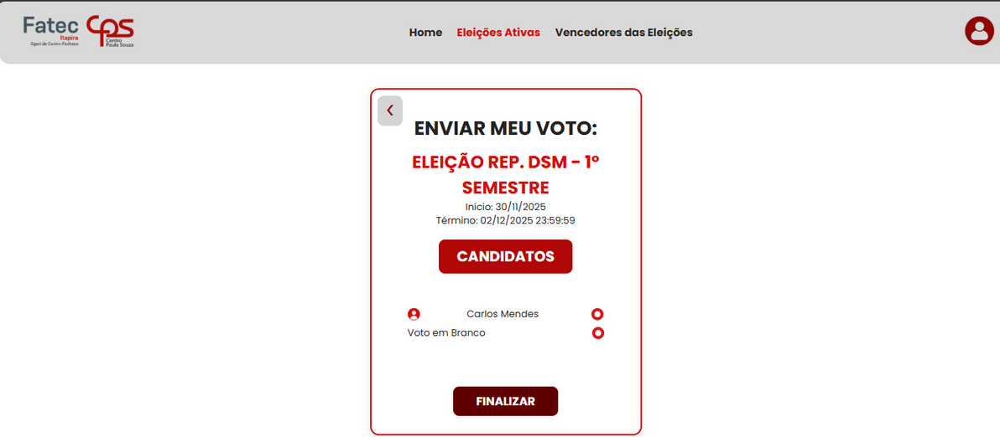 Fatec
Itapira
Ogari de Castro Pacheco
CPS
Centro
Paula Souza
Home
Eleições Ativas
Vencedores das Eleições
ENVIAR MEU VOTO:
ELEIÇÃO REP. DSM - 1º
SEMESTRE
Início: 30/11/2025
Término: 02/12/2025 23:59:59
CANDIDATOS
Carlos Mendes
Voto em Branco
FINALIZAR